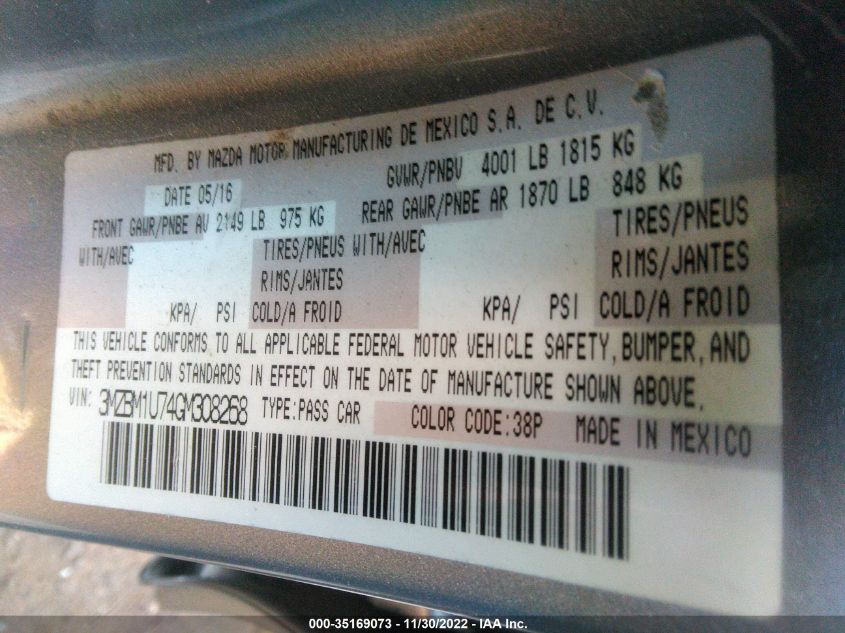 MFD. BY MAZDA MOTOR MANUFACTURING DE MEXICO S.A. DE C.V.
DATE 05/16 GVWR/PNBV 4001 LB 1815 KG
FRONT GAWR/PNBE AV 2149 LB 975 KG REAR GAWR/PNBE AR 1870 LB 848 KG
WITH/AVEC TIRES/PNEUS WITH/AVEC TIRES/PNEUS
RIMS/JANTES RIMS/JANTES
KPA/ PSI COLD/A FROID KPA/ PSI COLD/A FROID
THIS VEHICLE CONFORMS TO ALL APPLICABLE FEDERAL MOTOR VEHICLE SAFETY, BUMPER, AND
THEFT PREVENTION STANDARDS IN EFFECT ON THE DATE OF MANUFACTURE SHOWN ABOVE.
VIN: 3MZBM1U74GM308268 TYPE:PASS CAR COLOR CODE:38P MADE IN MEXICO
000-35169073 - 11/30/2022 - IAA Inc.